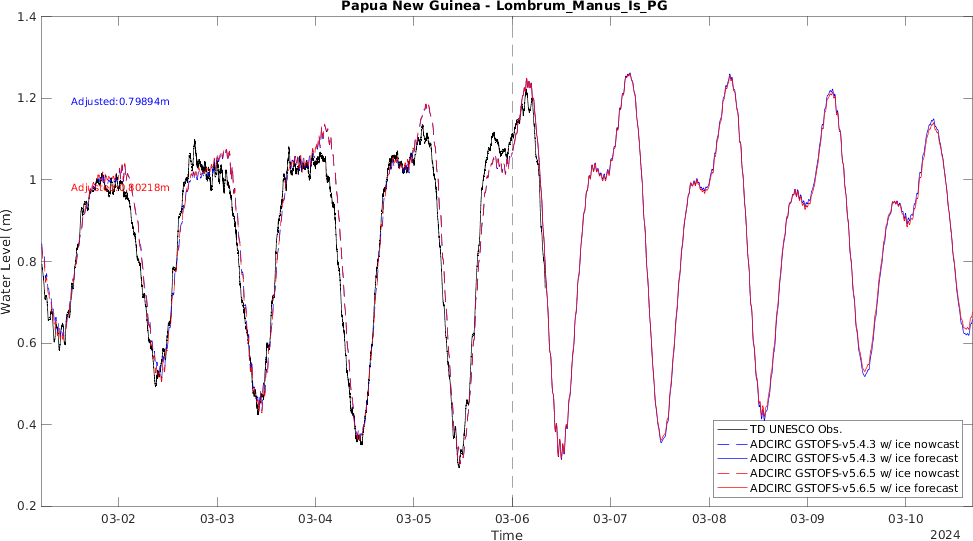 Papua New Guinea - Lombrum_Manus_Is_PG
1.4
1.2
1
0.8
0.6
0.4
0.2
Water Level (m)
Adjusted:0.79894m
Adjusted:0.80218m
TD UNESCO Obs.
ADCIRC GSTOFS-v5.4.3 w/ ice nowcast
ADCIRC GSTOFS-v5.4.3 w/ ice forecast
ADCIRC GSTOFS-v5.6.5 w/ ice nowcast
ADCIRC GSTOFS-v5.6.5 w/ ice forecast
03-02 03-03 03-04 03-05 03-06 03-07 03-08 03-09 03-10
Time
2024